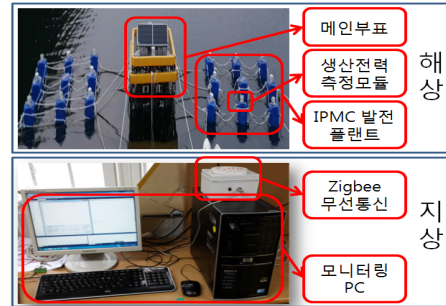 메인부표
생산전력
측정모듈
IPMC 발전
플랜트
해
상
Zigbee
무선통신
모니터링
PC
지
상